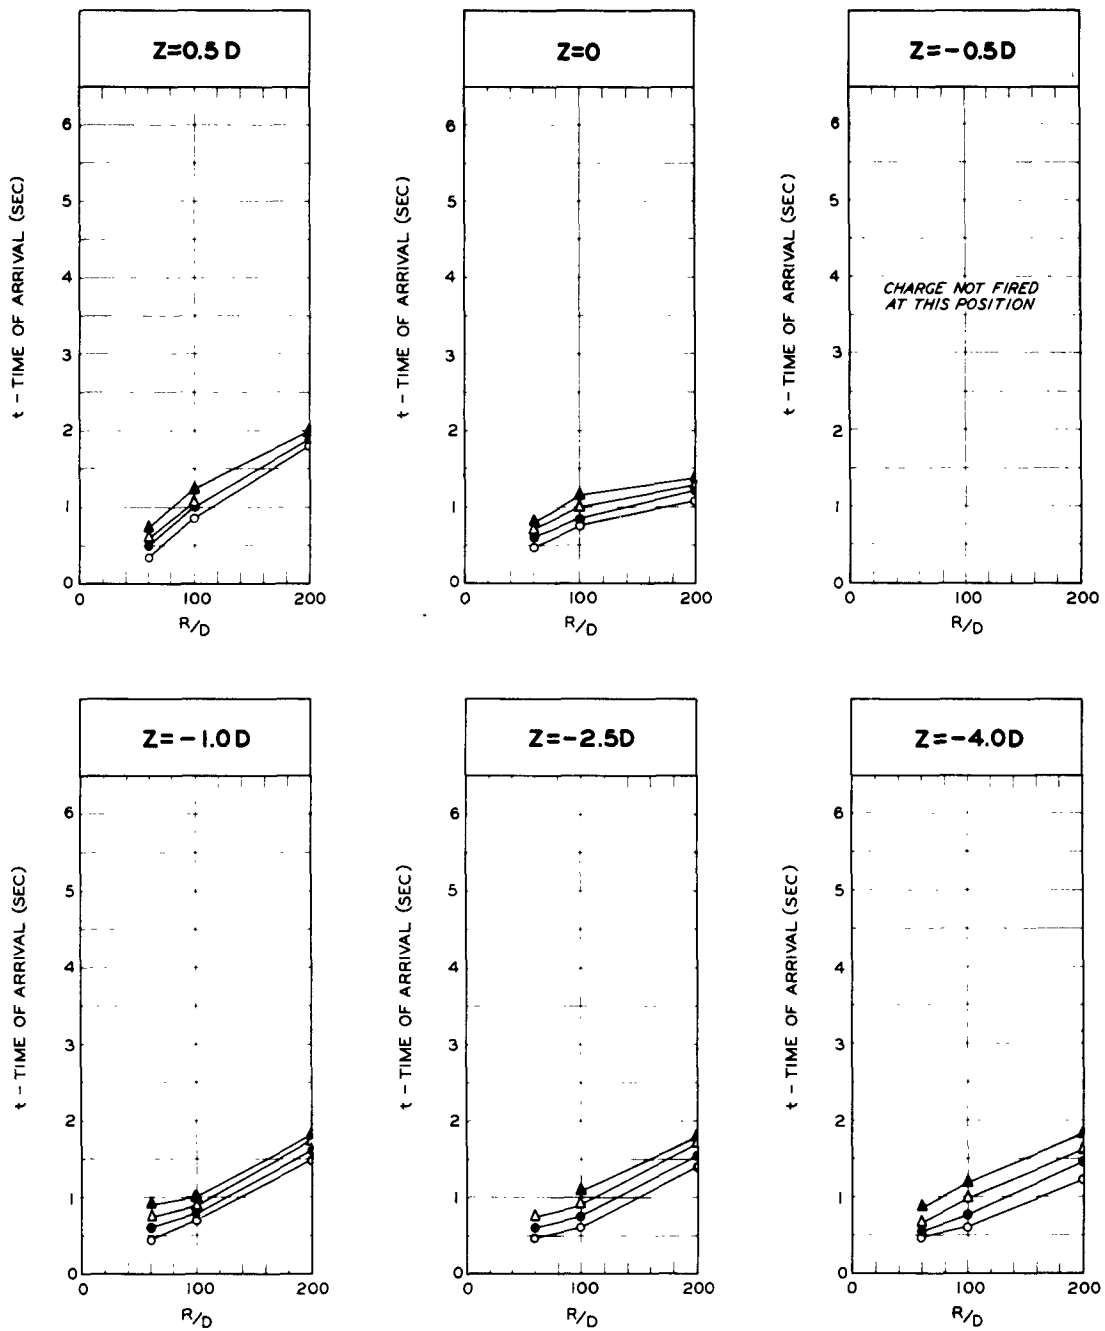 Z=0.5 D
t - TIME OF ARRIVAL (SEC)
6
5
4
3
2
1
0
0 100 200
R/D
Z=0
t - TIME OF ARRIVAL (SEC)
6
5
4
3
2
1
0
0 100 200
R/D
Z=-0.5D
t - TIME OF ARRIVAL (SEC)
6
5
4
3
2
1
0
CHARGE NOT FIRED
AT THIS POSITION
0 100 200
R/D
Z=-1.0D
t - TIME OF ARRIVAL (SEC)
6
5
4
3
2
1
0
0 100 200
R/D
Z=-2.5D
t - TIME OF ARRIVAL (SEC)
6
5
4
3
2
1
0
0 100 200
R/D
Z=-4.0D
t - TIME OF ARRIVAL (SEC)
6
5
4
3
2
1
0
0 100 200
R/D